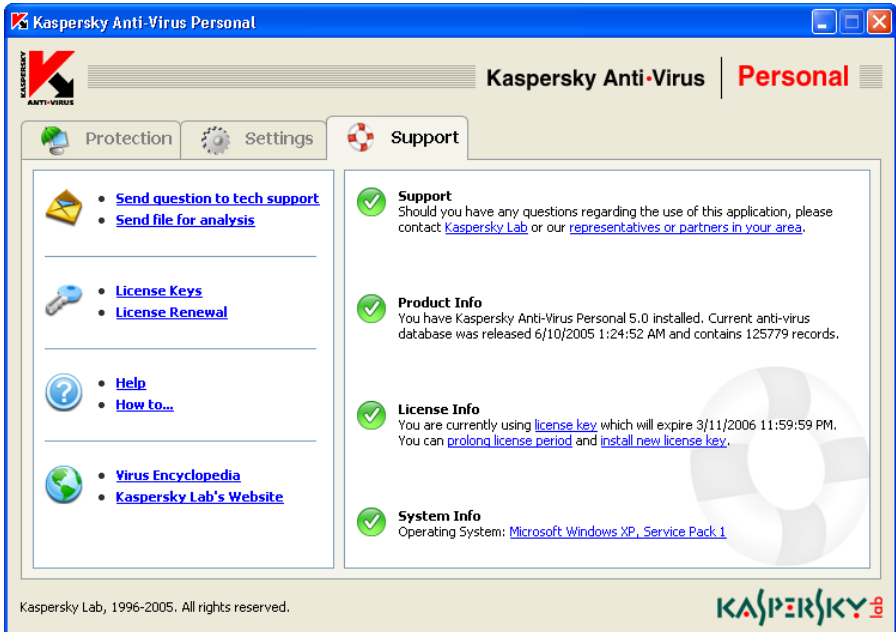 Kaspersky Anti-Virus Personal
KASPERSKY
ANTI•VIRUS
Kaspersky Anti•Virus Personal
Protection
Settings
Support
Send question to tech support
Send file for analysis
License Keys
License Renewal
Help
How to...
Virus Encyclopedia
Kaspersky Lab's Website
Support
Should you have any questions regarding the use of this application, please
contact Kaspersky Lab or our representatives or partners in your area.
Product Info
You have Kaspersky Anti-Virus Personal 5.0 installed. Current anti-virus
database was released 6/10/2005 1:24:52 AM and contains 125779 records.
License Info
You are currently using license key which will expire 3/11/2006 11:59:59 PM.
You can prolong license period and install new license key.
System Info
Operating System: Microsoft Windows XP, Service Pack 1
Kaspersky Lab, 1996-2005. All rights reserved.
KASPERSKY lab